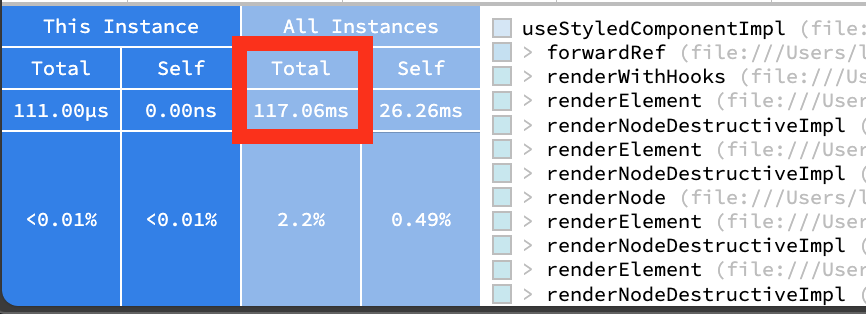 This Instance All Instances
Total Self Total Self
111.00µs 0.00ns 117.06ms 26.26ms
<0.01% <0.01% 2.2% 0.49%
useStyledComponentImpl (file:
> forwardRef (file:///Users/l
> renderWithHooks (file:///Us
> renderElement (file:///User
> renderNodeDestructiveImpl (
> renderElement (file:///User
> renderNodeDestructiveImpl (
> renderNode (file:///Users/l
> renderElement (file:///User
> renderNodeDestructiveImpl (
> renderElement (file:///User
> renderNodeDestructiveImpl (